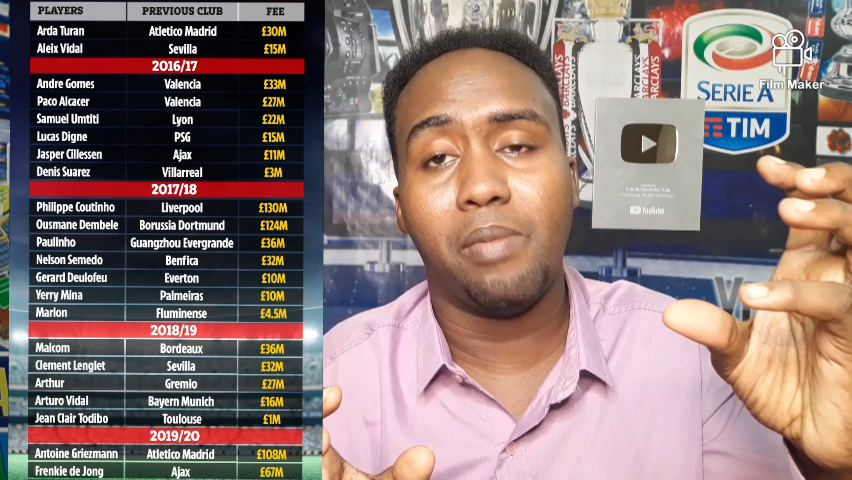 PLAYERS PREVIOUS CLUB FEE
Arda Turan Atletico Madrid £30M
Aleix Vidal Sevilla £15M
2016/17
Andre Gomes Valencia £33M
Paco Alcacer Valencia £27M
Samuel Umtiti Lyon £22M
Lucas Digne PSG £15M
Jasper Cillessen Ajax £11M
Denis Suarez Villarreal £3M
2017/18
Philippe Coutinho Liverpool £130M
Ousmane Dembele Borussia Dortmund £124M
Paulinho Guangzhou Evergrande £36M
Nelson Semedo Benfica £32M
Gerard Deulofeu Everton £10M
Yerry Mina Palmeiras £10M
Marlon Fluminense £4.5M
2018/19
Malcom Bordeaux £36M
Clement Lenglet Sevilla £32M
Arthur Gremio £27M
Arturo Vidal Bayern Munich £16M
Jean Clair Todibo Toulouse £1M
2019/20
Antoine Griezmann Atletico Madrid £108M
Frenkie de Jong Ajax £67M
BARCLAYS
BARCLAYS
SERIE A
TIM
Film Maker
YouTube